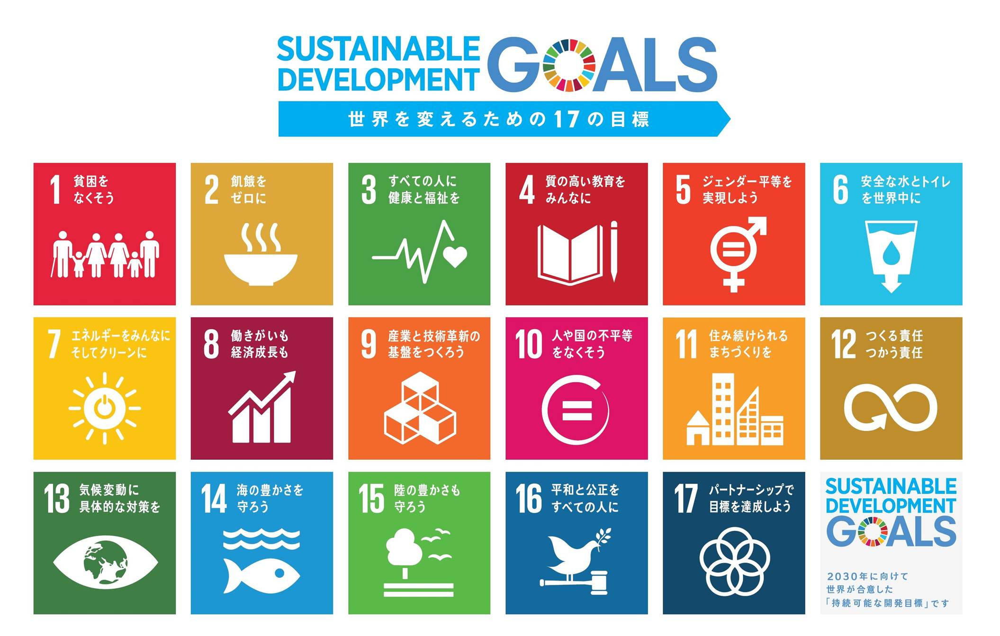 SUSTAINABLE
DEVELOPMENT
GOALS
世界を変えるための17の目標
1 貧困を
なくそう
2 飢餓を
ゼロに
3 すべての人に
健康と福祉を
4 質の高い教育を
みんなに
5 ジェンダー平等を
実現しよう
6 安全な水とトイレ
を世界中に
7 エネルギーをみんなに
そしてクリーンに
8 働きがいも
経済成長も
9 産業と技術革新の
基盤をつくろう
10 人や国の不平等
をなくそう
11 住み続けられる
まちづくりを
12 つくる責任
つかう責任
13 気候変動に
具体的な対策を
14 海の豊かさを
守ろう
15 陸の豊かさも
守ろう
16 平和と公正を
すべての人に
17 パートナーシップで
目標を達成しよう
SUSTAINABLE
DEVELOPMENT
GOALS
2030年に向けて
世界が合意した
「持続可能な開発目標」です